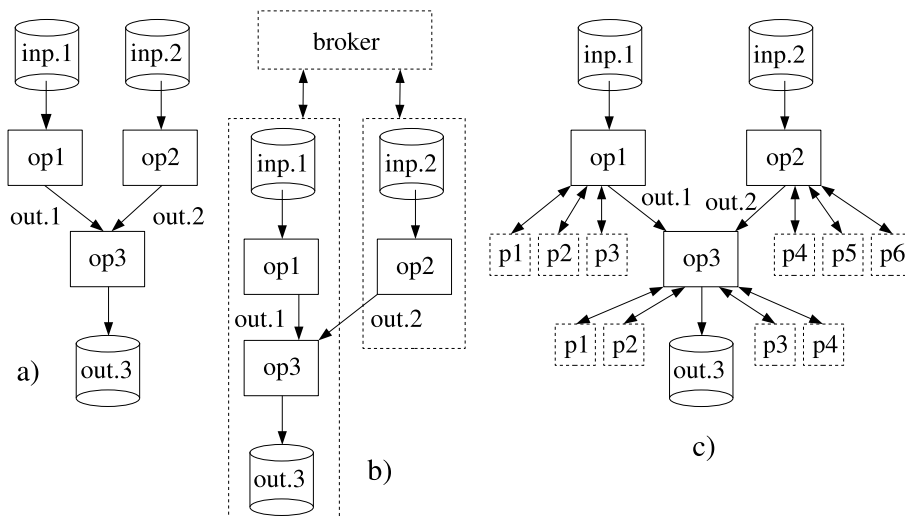 inp.1 inp.2
op1 op2
out.1 out.2
op3
out.3
a)
broker
inp.1 inp.2
op1 op2
out.1 out.2
op3
out.3
b)
inp.1 inp.2
op1 op2
out.1 out.2
p1 p2 p3 op3 p4 p5 p6
p1 p2 p3 p4
out.3
c)